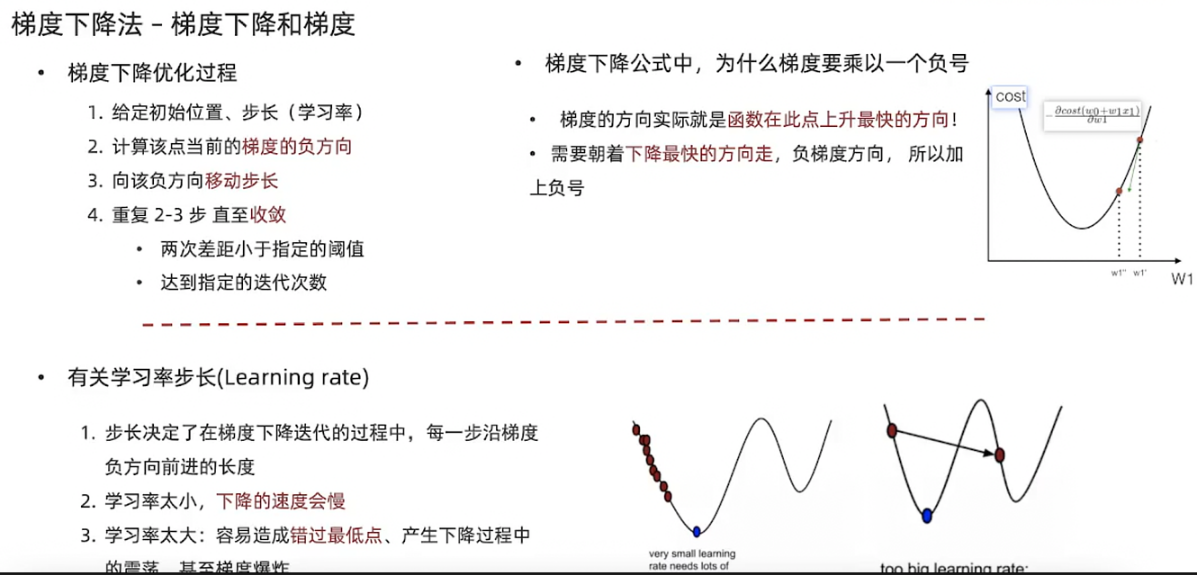 梯度下降法 – 梯度下降和梯度
• 梯度下降优化过程
1. 给定初始位置、步长（学习率）
2. 计算该点当前的梯度的负方向
3. 向该负方向移动步长
4. 重复 2-3 步 直至收敛
• 两次差距小于指定的阈值
• 达到指定的迭代次数
• 梯度下降公式中，为什么梯度要乘以一个负号
• 梯度的方向实际就是函数在此点上升最快的方向！
• 需要朝着下降最快的方向走，负梯度方向， 所以加
上负号
cost
−∂cost(w0+w1x1)/∂w1
w1'' w1'
W1
• 有关学习率步长(Learning rate)
1. 步长决定了在梯度下降迭代的过程中，每一步沿梯度
负方向前进的长度
2. 学习率太小，下降的速度会慢
3. 学习率太大：容易造成错过最低点、产生下降过程中
的震荡、甚至梯度爆炸
very small learning
rate needs lots of
too big learning rate: